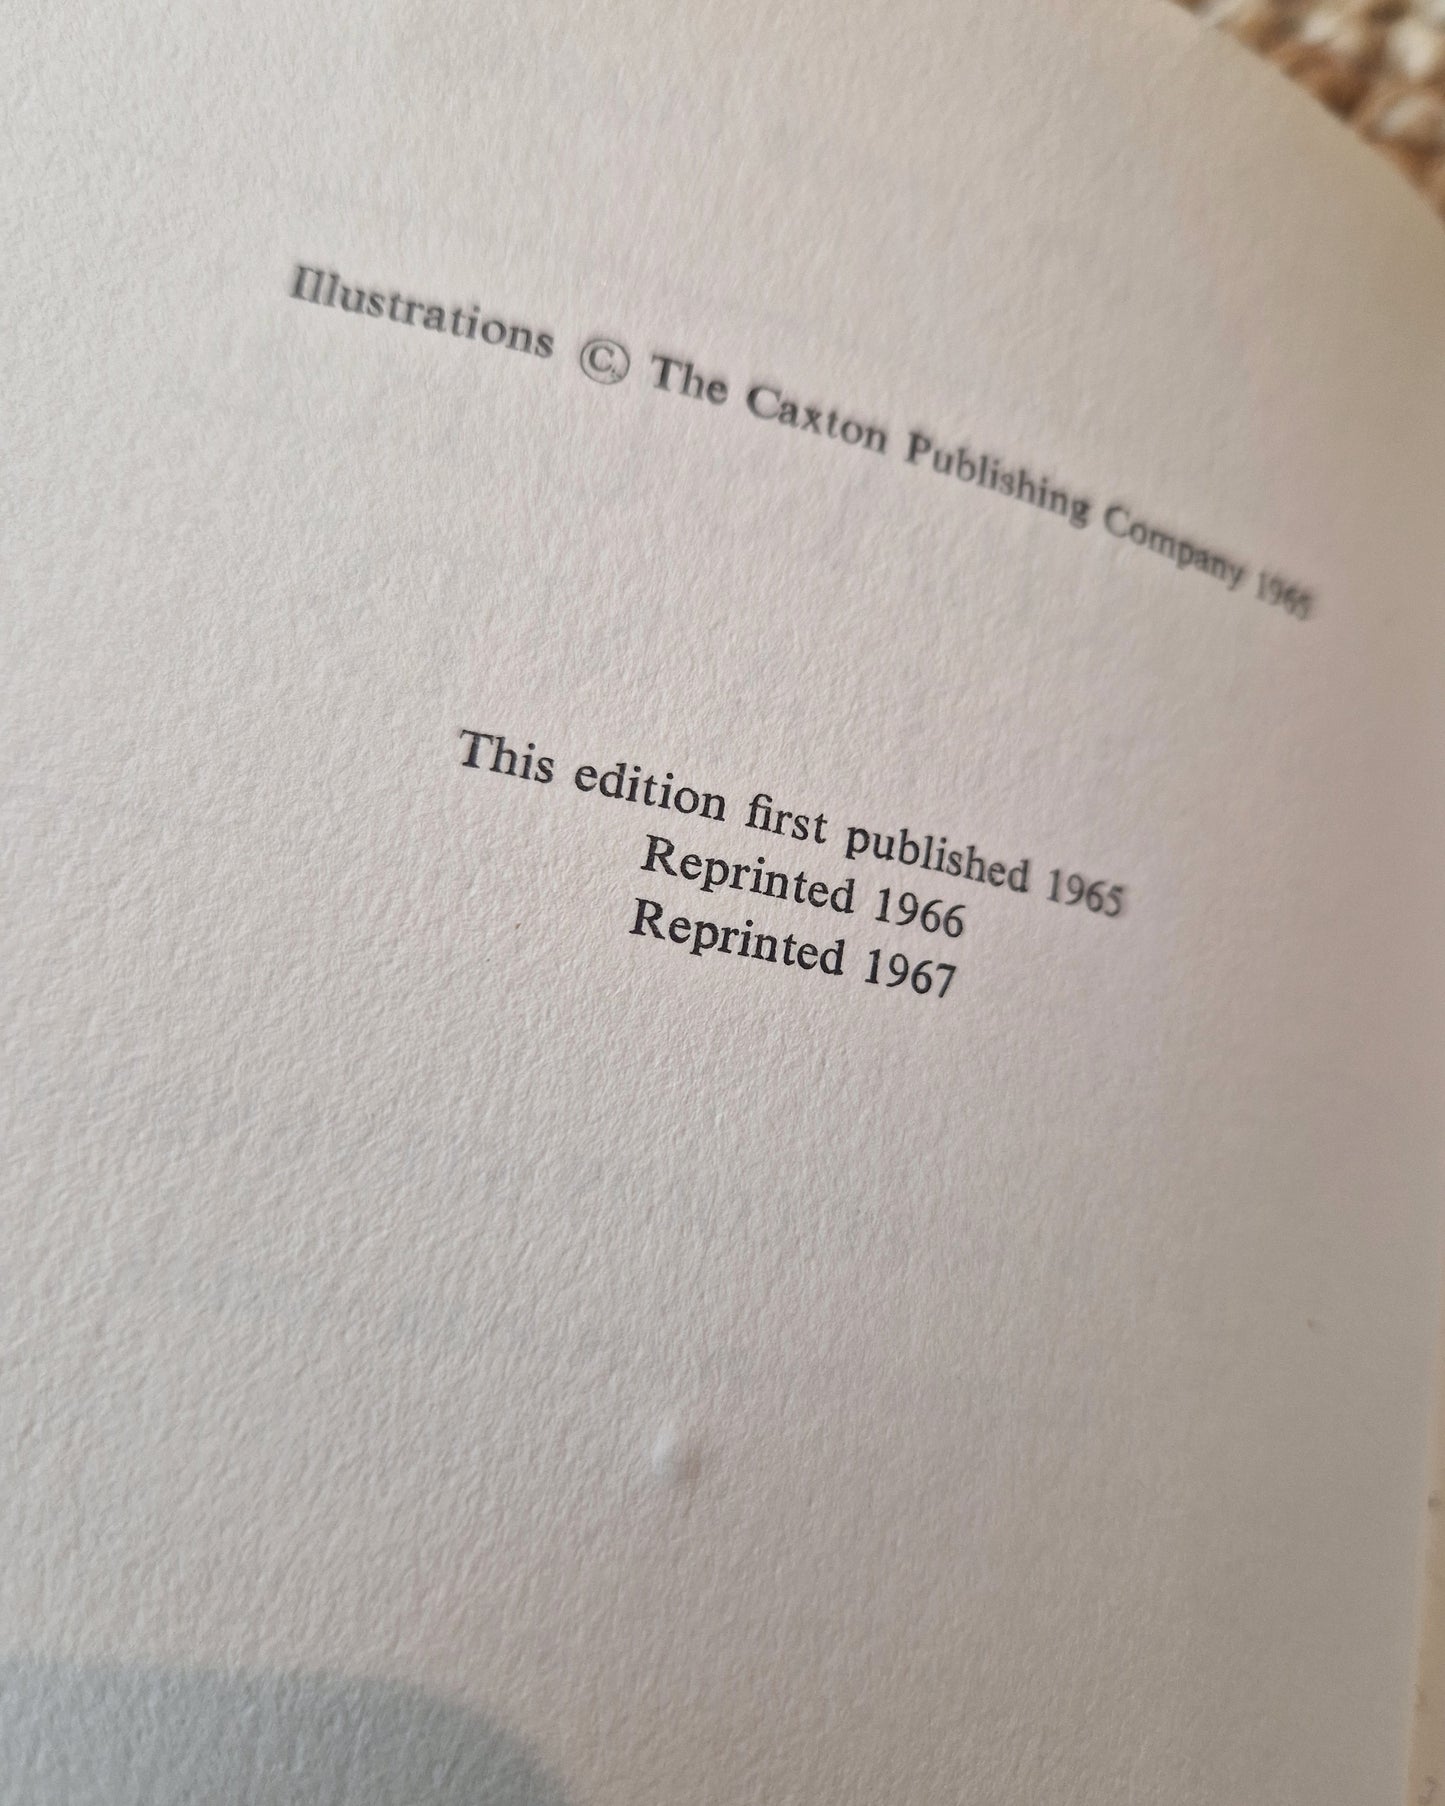 Illustrations © The Caxton Publishing Company 1965
This edition first published 1965
Reprinted 1966
Reprinted 1967